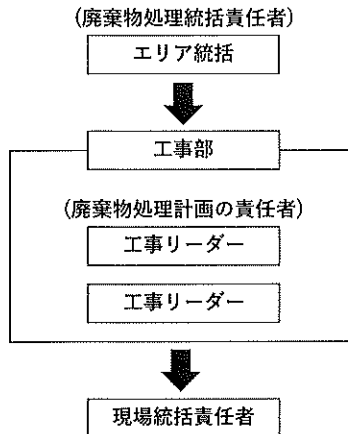 (廃棄物処理統括責任者)
エリア統括
工事部
(廃棄物処理計画の責任者)
工事リーダー
工事リーダー
現場統括責任者